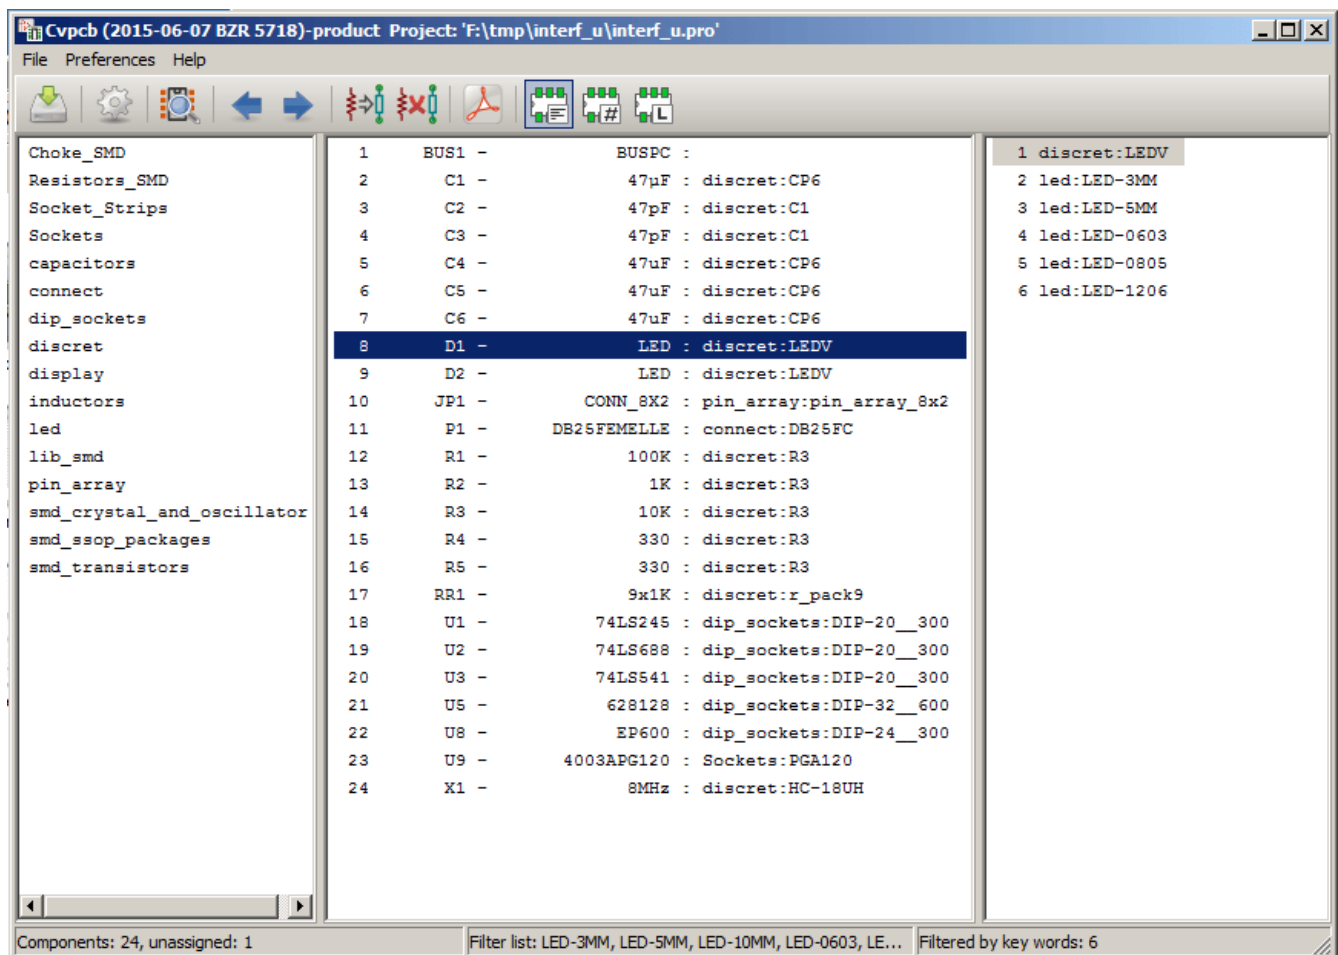 Cvpcb (2015-06-07 BZR 5718)-product Project: 'F:\tmp\interf_u\interf_u.pro'
File Preferences Help
#
L
Choke_SMD
Resistors_SMD
Socket_Strips
Sockets
capacitors
connect
dip_sockets
discret
display
inductors
led
lib_smd
pin_array
smd_crystal_and_oscillator
smd_ssop_packages
smd_transistors
1 BUS1 - BUSPC :
2 C1 - 47µF : discret:CP6
3 C2 - 47pF : discret:C1
4 C3 - 47pF : discret:C1
5 C4 - 47uF : discret:CP6
6 C5 - 47uF : discret:CP6
7 C6 - 47uF : discret:CP6
8 D1 - LED : discret:LEDV
9 D2 - LED : discret:LEDV
10 JP1 - CONN_8X2 : pin_array:pin_array_8x2
11 P1 - DB25FEMELLE : connect:DB25FC
12 R1 - 100K : discret:R3
13 R2 - 1K : discret:R3
14 R3 - 10K : discret:R3
15 R4 - 330 : discret:R3
16 R5 - 330 : discret:R3
17 RR1 - 9x1K : discret:r_pack9
18 U1 - 74LS245 : dip_sockets:DIP-20__300
19 U2 - 74LS688 : dip_sockets:DIP-20__300
20 U3 - 74LS541 : dip_sockets:DIP-20__300
21 U5 - 628128 : dip_sockets:DIP-32__600
22 U8 - EP600 : dip_sockets:DIP-24__300
23 U9 - 4003APG120 : Sockets:PGA120
24 X1 - 8MHz : discret:HC-18UH
1 discret:LEDV
2 led:LED-3MM
3 led:LED-5MM
4 led:LED-0603
5 led:LED-0805
6 led:LED-1206
Components: 24, unassigned: 1
Filter list: LED-3MM, LED-5MM, LED-10MM, LED-0603, LE...
Filtered by key words: 6